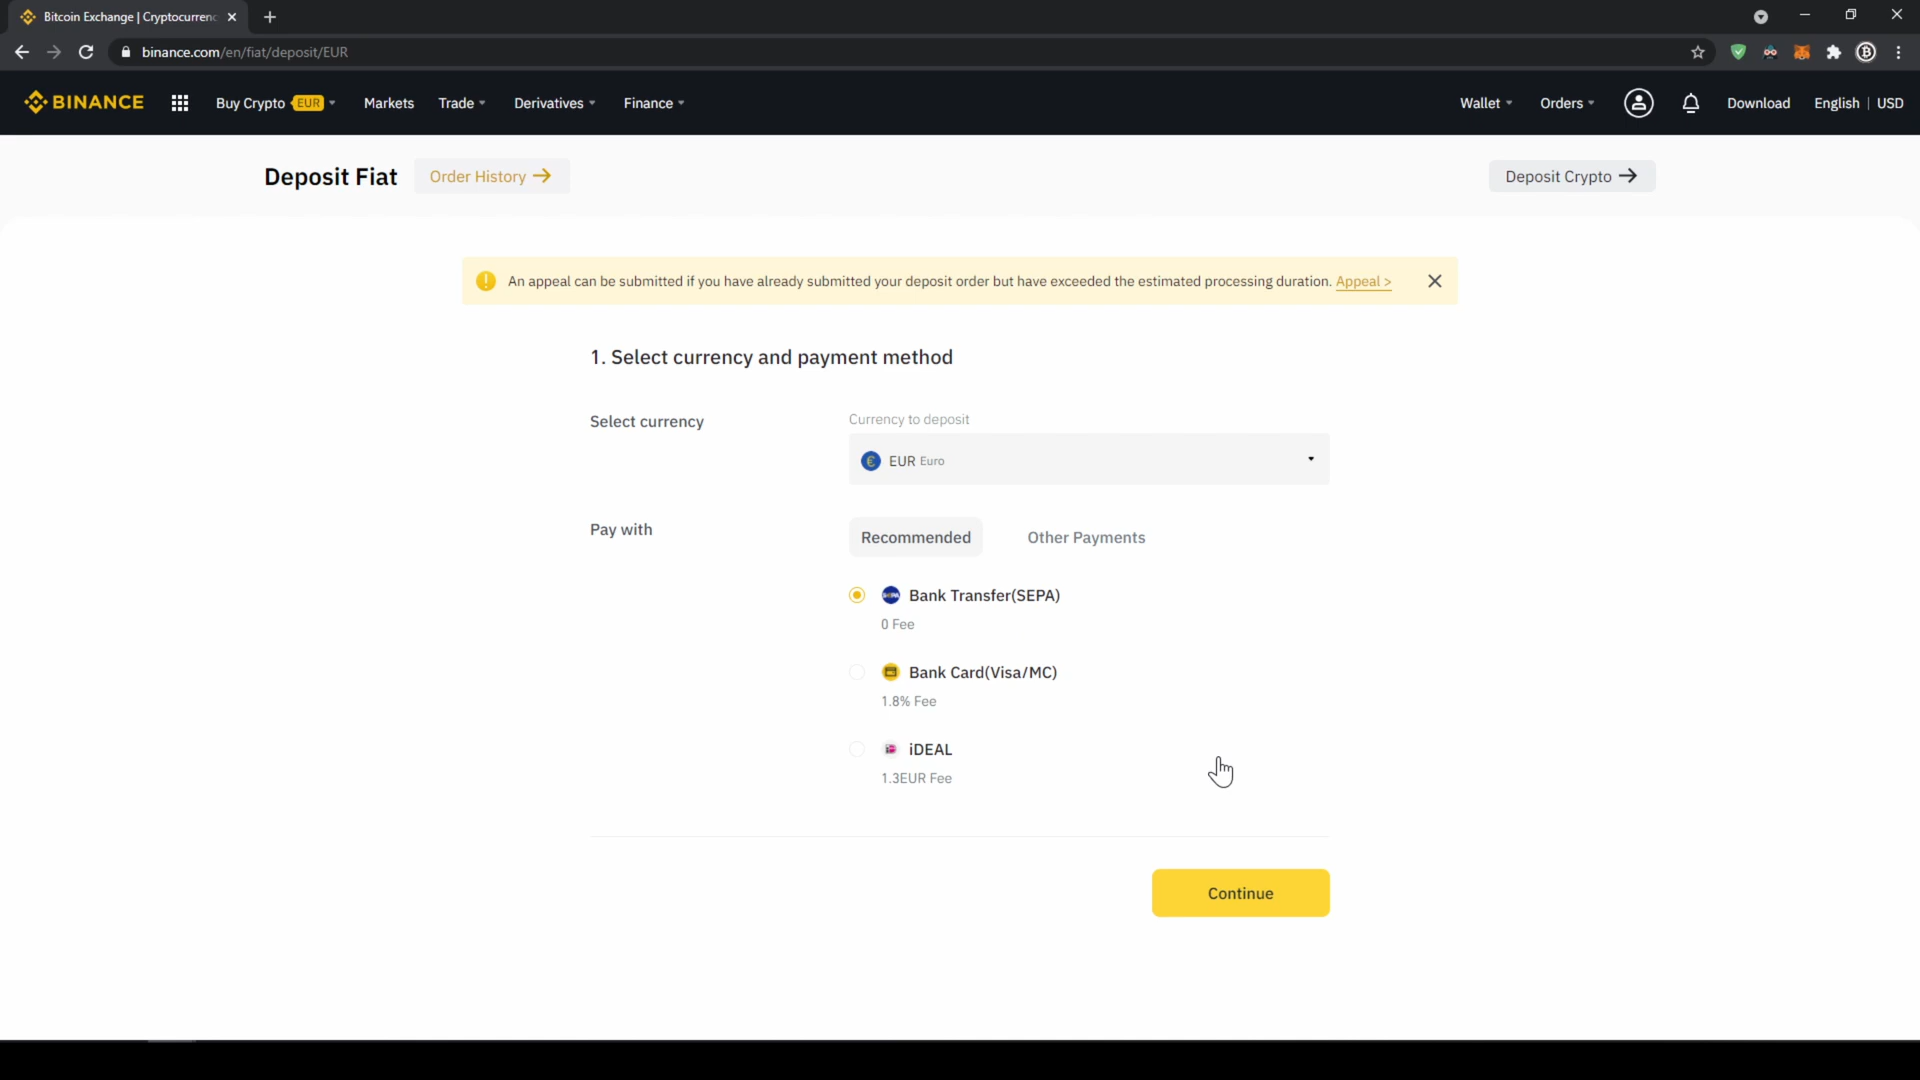 Bitcoin Exchange | Cryptocurrenc
binance.com/en/fiat/deposit/EUR
BINANCE Buy Crypto EUR Markets Trade Derivatives Finance Wallet Orders Download English | USD
Deposit Fiat Order History → Deposit Crypto →
An appeal can be submitted if you have already submitted your deposit order but have exceeded the estimated processing duration. Appeal >
1. Select currency and payment method
Select currency
Currency to deposit
EUR Euro
Pay with
Recommended Other Payments
Bank Transfer(SEPA)
0 Fee
Bank Card(Visa/MC)
1.8% Fee
iDEAL
1.3EUR Fee
Continue